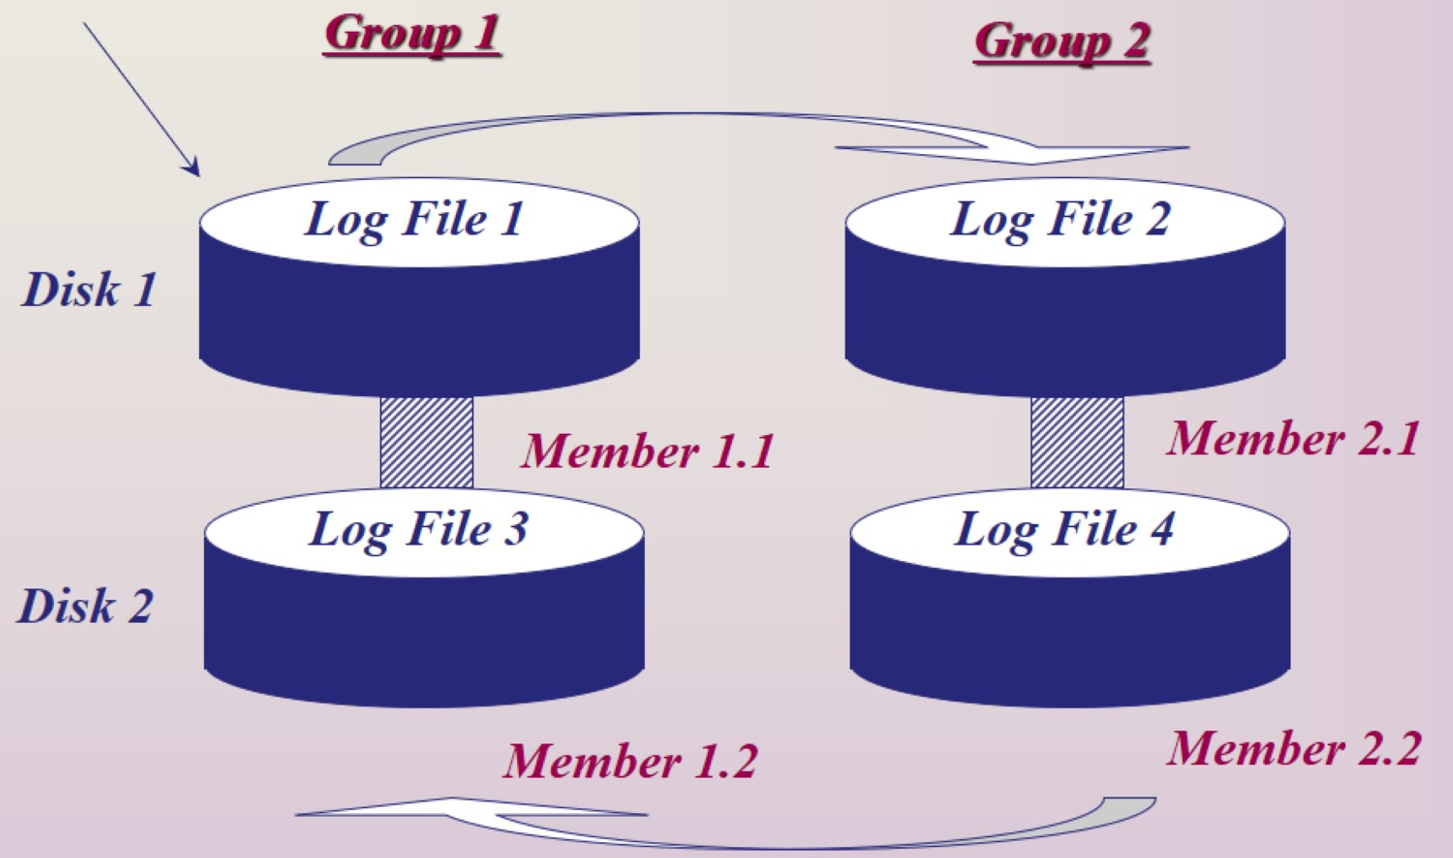 Group 1
Group 2
Log File 1
Log File 2
Disk 1
Member 1.1
Member 2.1
Log File 3
Log File 4
Disk 2
Member 1.2
Member 2.2